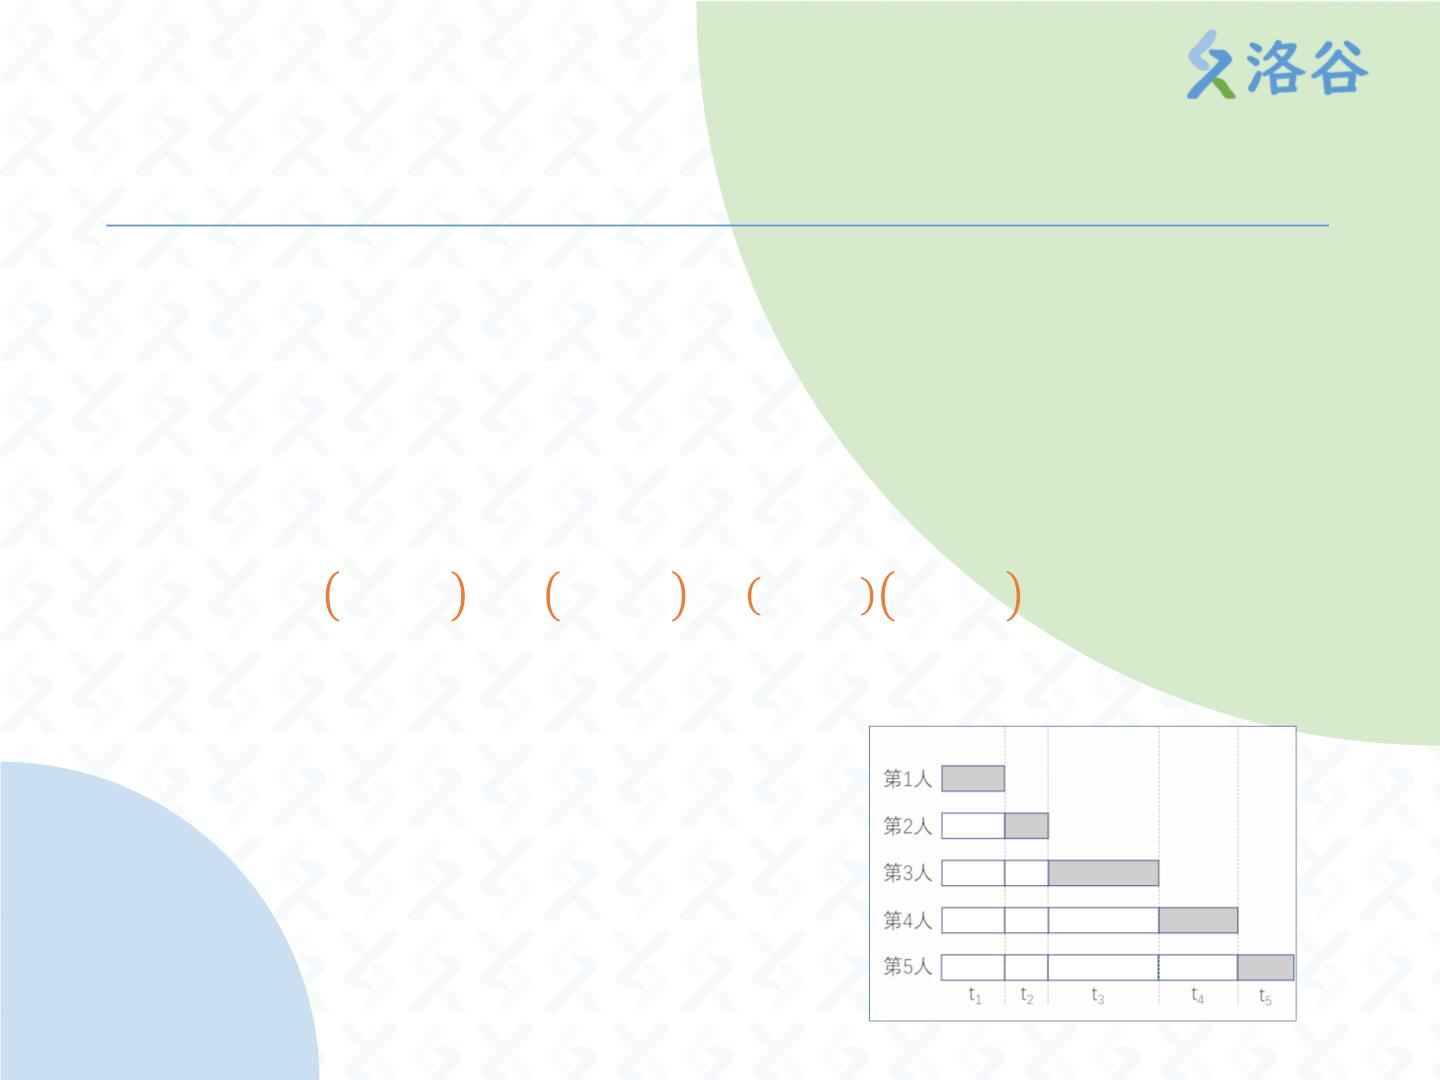 洛谷
( ) ( ) ( )( )
第1人
第2人
第3人
第4人
第5人
t₁ t₂ t₃ t₄ t₅